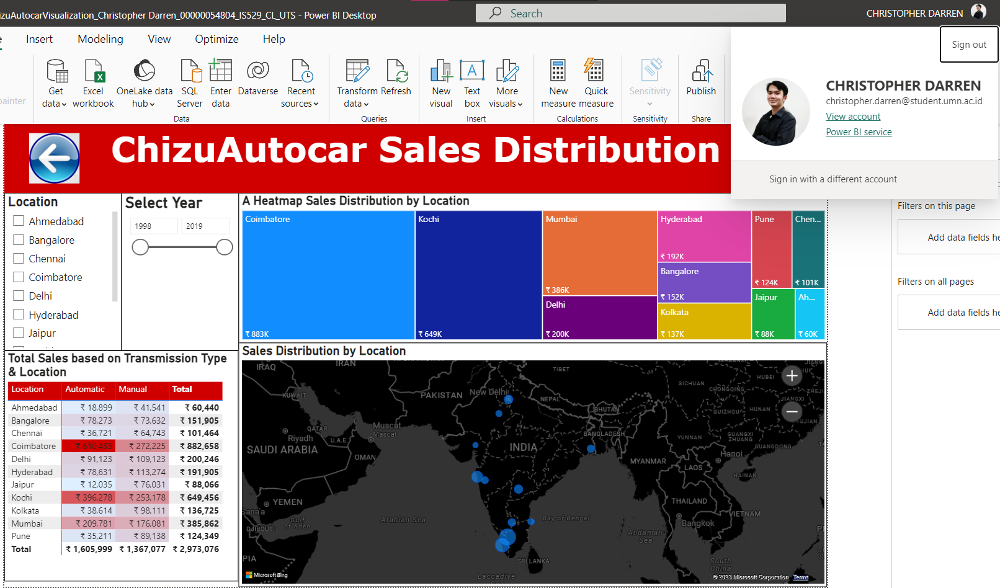 izuAutocarVisualization_Christopher Darren_00000054804_IS529_CL_UTS - Power BI Desktop
Search
CHRISTOPHER DARREN
Insert Modeling View Optimize Help
Sign out
painter
Get data
Excel workbook
OneLake data hub
SQL Server
Enter data
Dataverse
Recent sources
Transform data
Refresh
New visual
Text box
More visuals
New measure
Quick measure
Sensitivity
Publish
Data
Queries
Insert
Calculations
Sensitivity
Share
CHRISTOPHER DARREN
christopher.darren@student.umn.ac.id
View account
Power BI service
Sign in with a different account
ChizuAutocar Sales Distribution
Location
Ahmedabad
Bangalore
Chennai
Coimbatore
Delhi
Hyderabad
Jaipur
Select Year
1998 2019
A Heatmap Sales Distribution by Location
Coimbatore
₹ 883K
Kochi
₹ 649K
Mumbai
₹ 386K
Delhi
₹ 200K
Hyderabad
₹ 192K
Bangalore
₹ 152K
Kolkata
₹ 137K
Pune
₹ 124K
Chen...
₹ 101K
Jaipur
₹ 88K
Ah...
₹ 60K
Filters on this page
Add data fields he
Filters on all pages
Add data fields he
Total Sales based on Transmission Type
& Location
Location Automatic Manual Total
Ahmedabad ₹ 18,899 ₹ 41,541 ₹ 60,440
Bangalore ₹ 78,273 ₹ 73,632 ₹ 151,905
Chennai ₹ 36,721 ₹ 64,743 ₹ 101,464
Coimbatore ₹ 610,433 ₹ 272,225 ₹ 882,658
Delhi ₹ 91,123 ₹ 109,123 ₹ 200,246
Hyderabad ₹ 78,631 ₹ 113,274 ₹ 191,905
Jaipur ₹ 12,035 ₹ 76,031 ₹ 88,066
Kochi ₹ 396,278 ₹ 253,178 ₹ 649,456
Kolkata ₹ 38,614 ₹ 98,111 ₹ 136,725
Mumbai ₹ 209,781 ₹ 176,081 ₹ 385,862
Pune ₹ 35,211 ₹ 89,138 ₹ 124,349
Total ₹ 1,605,999 ₹ 1,367,077 ₹ 2,973,076
Sales Distribution by Location
IRAQ
IRAN
TIBET
SICHUAN
HUBEI
CHONGQING
ZHEJI
JIANGXI
KUWAIT
PAKISTAN
New Delhi
NEPAL
BHUTAN
GUIZHOU
HUNAN
FUJIAN
QATAR
Riyadh
U.A.E.
Muscat
Mascat
BANGLADESH
YUNNAN
GUANGXI
ZHUANG
GUANGDONG
SAUDI ARABIA
OMAN
INDIA
MYANMAR
LAOS
Hanoi
HAINAN
YEMEN
THAILAND
Sana'a
Gulf
of Aden
DJIBOUTI
Arabian Sea
Bay of Bengal
VIETNAM
Bangkok
Andaman
Sea
PIA
SRI LANKA
South
China
Laccadive
Microsoft Bing
© 2023 Microsoft Corporation Terms